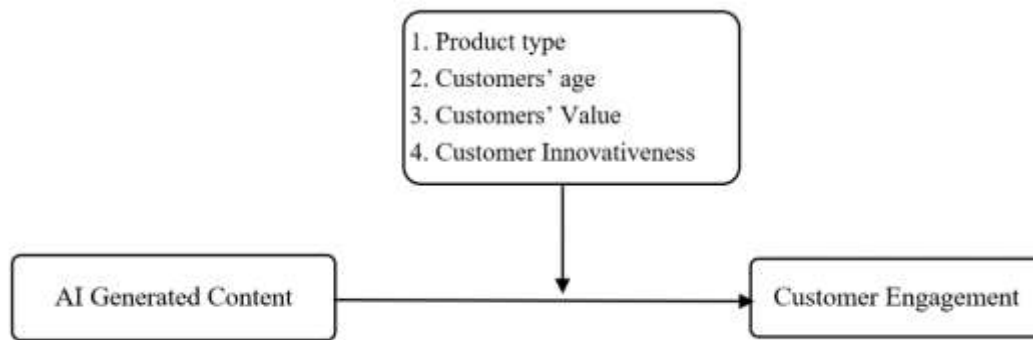 1. Product type
2. Customers’ age
3. Customers’ Value
4. Customer Innovativeness
AI Generated Content
Customer Engagement